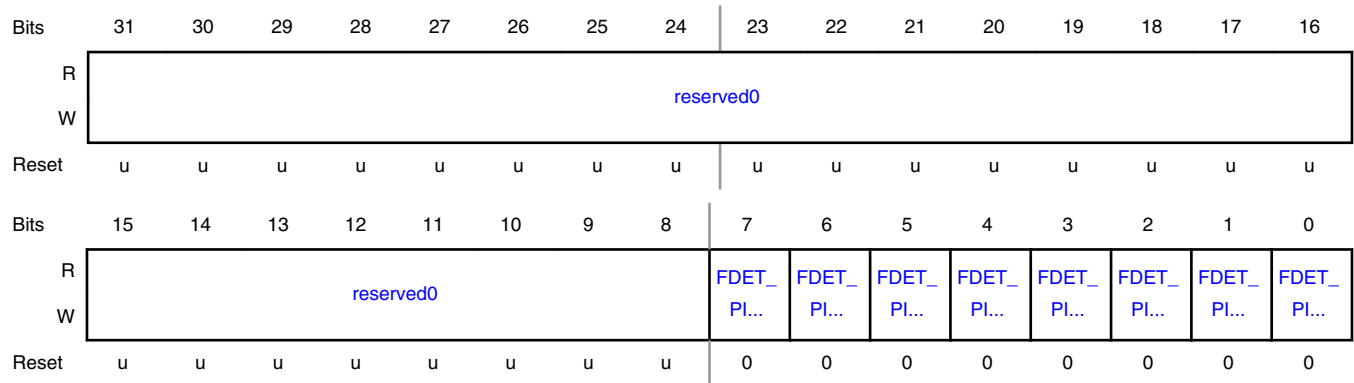 Bits 31 30 29 28 27 26 25 24 23 22 21 20 19 18 17 16
R
reserved0
W
Reset u u u u u u u u u u u u u u u u
Bits 15 14 13 12 11 10 9 8 7 6 5 4 3 2 1 0
R
reserved0 FDET_ FDET_ FDET_ FDET_ FDET_ FDET_ FDET_ FDET_
W PI... PI... PI... PI... PI... PI... PI... PI...
Reset u u u u u u u u 0 0 0 0 0 0 0 0